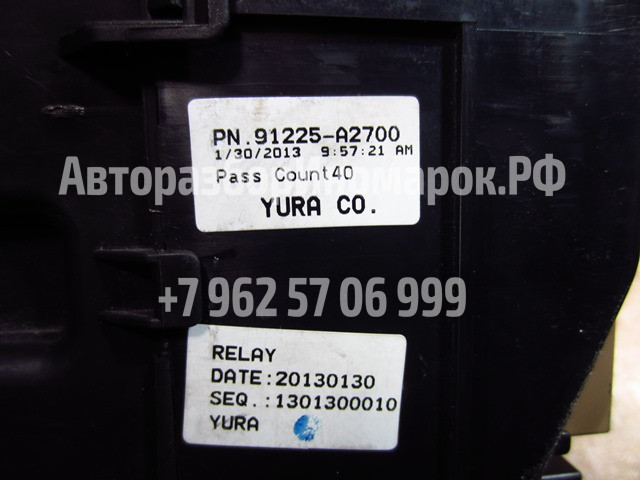 PN.91225-A2700
1/30/2013 9:57:21 AM
Pass Count40
АвторазборИномарок.РФ
YURA CO.
+7 962 57 06 999
RELAY
DATE:20130130
SEQ.:1301300010
YURA